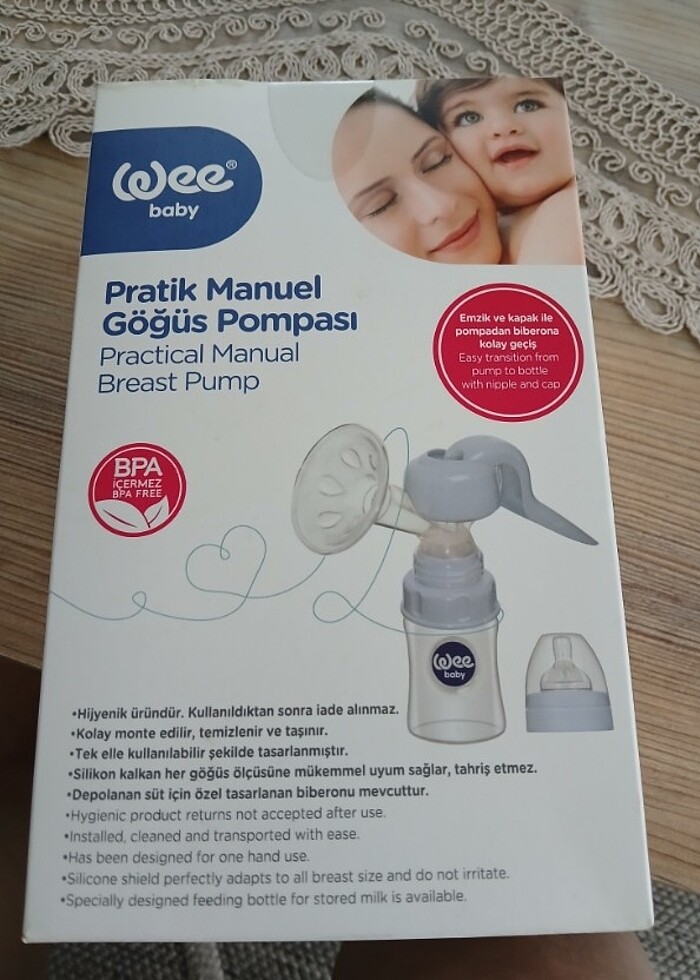 Wee®
baby
Pratik Manuel
Göğüs Pompası
Practical Manual
Breast Pump
Emzik ve kapak ile
pompadan biberona
kolay geçiş
Easy transition from
pump to bottle
with nipple and cap
BPA
İÇERMEZ
BPA FREE
Wee
baby
•Hijyenik üründür. Kullanıldıktan sonra iade alınmaz.
•Kolay monte edilir, temizlenir ve taşınır.
•Tek elle kullanılabilir şekilde tasarlanmıştır.
•Silikon kalkan her göğüs ölçüsüne mükemmel uyum sağlar, tahriş etmez.
•Depolanan süt için özel tasarlanan biberonu mevcuttur.
•Hygienic product returns not accepted after use.
•Installed, cleaned and transported with ease.
•Has been designed for one hand use.
•Silicone shield perfectly adapts to all breast size and do not irritate.
•Specially designed feeding bottle for stored milk is available.